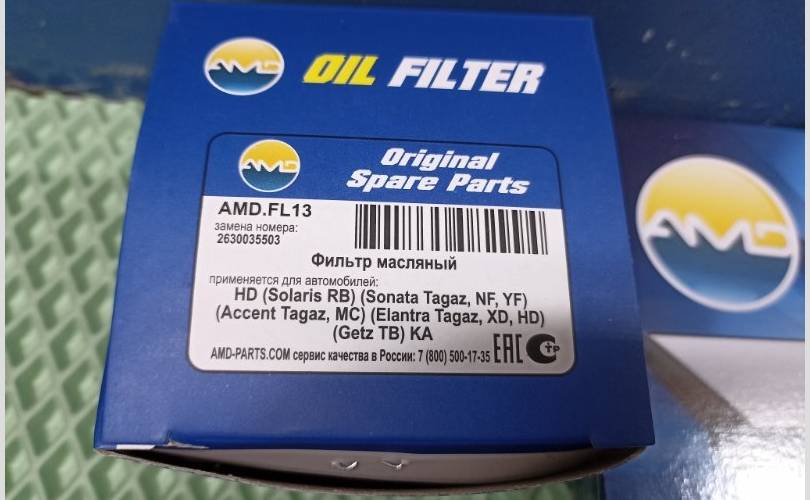 AMD OIL FILTER
AMD Original
Spare Parts
AMD.FL13
замена номера:
2630035503
Фильтр масляный
применяется для автомобилей:
HD (Solaris RB) (Sonata Tagaz, NF, YF)
(Accent Tagaz, MC) (Elantra Tagaz, XD, HD)
(Getz TB) KA
AMD-PARTS.COM сервис качества в России: 7 (800) 500-17-35 EAC СТР
AMD